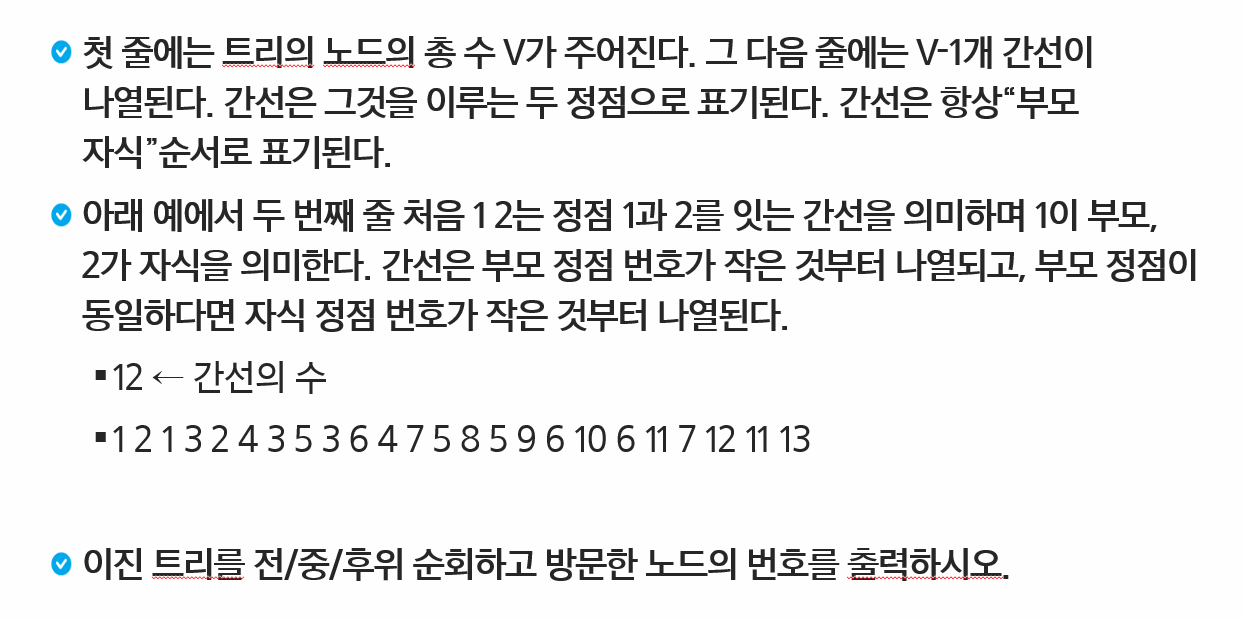 첫 줄에는 트리의 노드의 총 수 V가 주어진다. 그 다음 줄에는 V-1개 간선이
나열된다. 간선은 그것을 이루는 두 정점으로 표기된다. 간선은 항상“부모
자식”순서로 표기된다.
아래 예에서 두 번째 줄 처음 1 2는 정점 1과 2를 잇는 간선을 의미하며 1이 부모,
2가 자식을 의미한다. 간선은 부모 정점 번호가 작은 것부터 나열되고, 부모 정점이
동일하다면 자식 정점 번호가 작은 것부터 나열된다.
12 ← 간선의 수
1 2 1 3 2 4 3 5 3 6 4 7 5 8 5 9 6 10 6 11 7 12 11 13
이진 트리를 전/중/후위 순회하고 방문한 노드의 번호를 출력하시오.